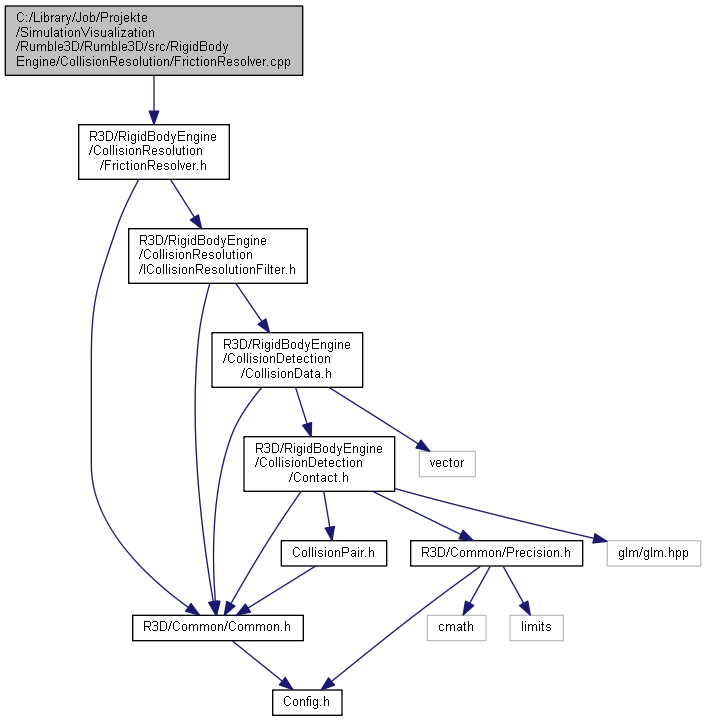 C:/Library/Job/Projekte
/SimulationVisualization
/Rumble3D/Rumble3D/src/RigidBody
Engine/CollisionResolution/FrictionResolver.cpp
R3D/RigidBodyEngine
/CollisionResolution
/FrictionResolver.h
R3D/RigidBodyEngine
/CollisionResolution
/ICollisionResolutionFilter.h
R3D/RigidBodyEngine
/CollisionDetection
/CollisionData.h
R3D/RigidBodyEngine
/CollisionDetection
/Contact.h
vector
CollisionPair.h
R3D/Common/Precision.h
glm/glm.hpp
R3D/Common/Common.h
cmath
limits
Config.h